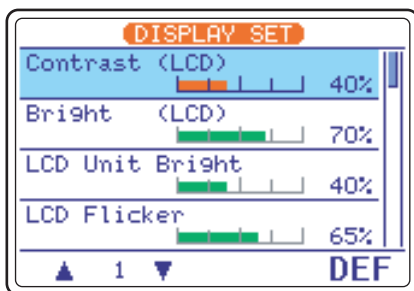 DISPLAY SET
Contrast (LCD)
40%
Bright (LCD)
70%
LCD Unit Bright
40%
LCD Flicker
65%
▲ 1 ▼ DEF